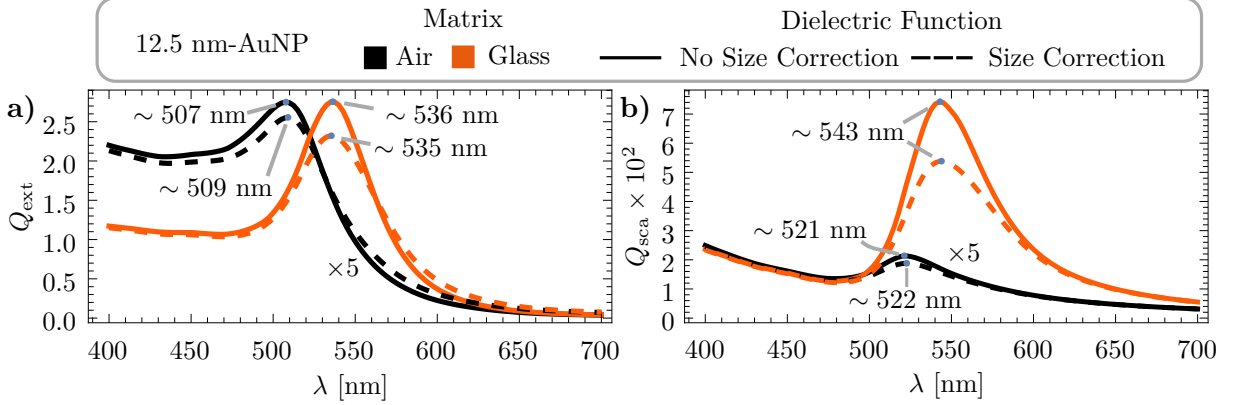 Matrix Dielectric Function
12.5 nm-AuNP Air Glass No Size Correction Size Correction
a)
∼ 507 nm
∼ 536 nm
∼ 535 nm
∼ 509 nm
×5
Q_ext
2.5
2.0
1.5
1.0
0.5
0.0
400 450 500 550 600 650 700
λ [nm]
b)
∼ 543 nm
∼ 521 nm
×5
∼ 522 nm
Q_sca × 10²
7
6
5
4
3
2
1
0
400 450 500 550 600 650 700
λ [nm]